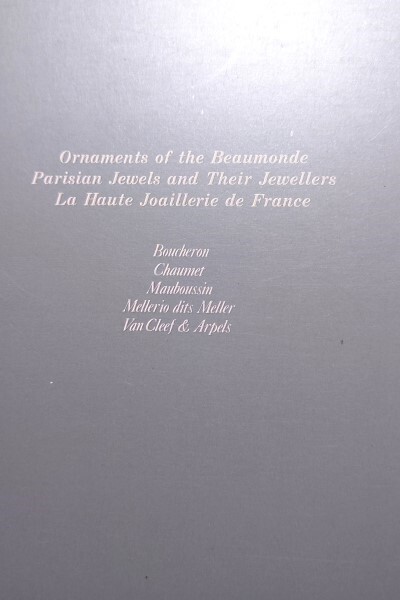 Ornaments of the Beaumonde
Parisian Jewels and Their Jewellers
La Haute Joaillerie de France
Boucheron
Chaumet
Mauboussin
Mellerio dits Meller
Van Cleef & Arpels